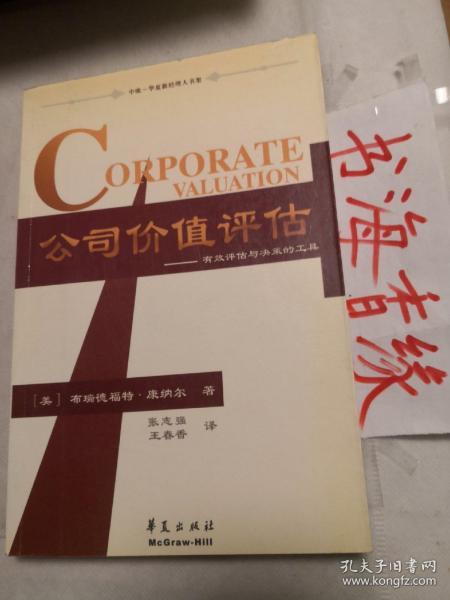 中欧－华夏新经理人书架
CORPORATE
VALUATION
公司价值评估
——有效评估与决策的工具
［美］ 布瑞德福特·康纳尔 著
张志强
王春香 译
华夏出版社
McGraw-Hill
书海有缘
孔夫子旧书网
www.kongfz.com